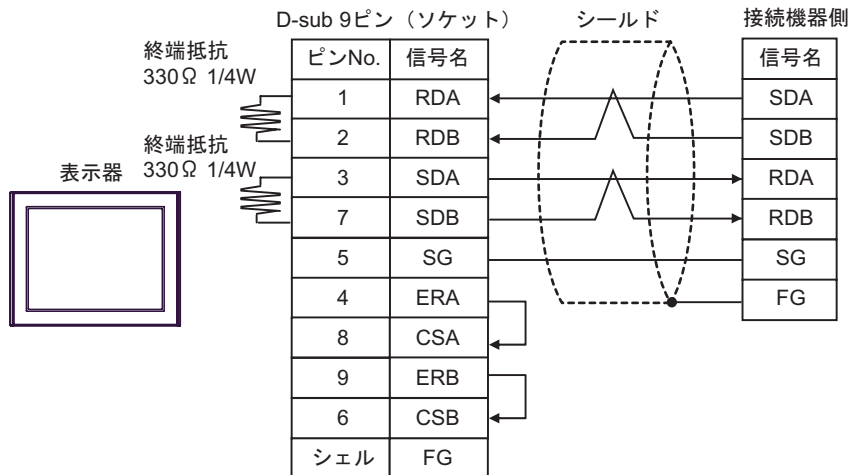 D-sub 9ピン（ソケット） シールド 接続機器側
終端抵抗
330Ω 1/4W
終端抵抗
330Ω 1/4W
表示器
ピンNo. 信号名
1 RDA
2 RDB
3 SDA
7 SDB
5 SG
4 ERA
8 CSA
9 ERB
6 CSB
シェル FG
信号名
SDA
SDB
RDA
RDB
SG
FG